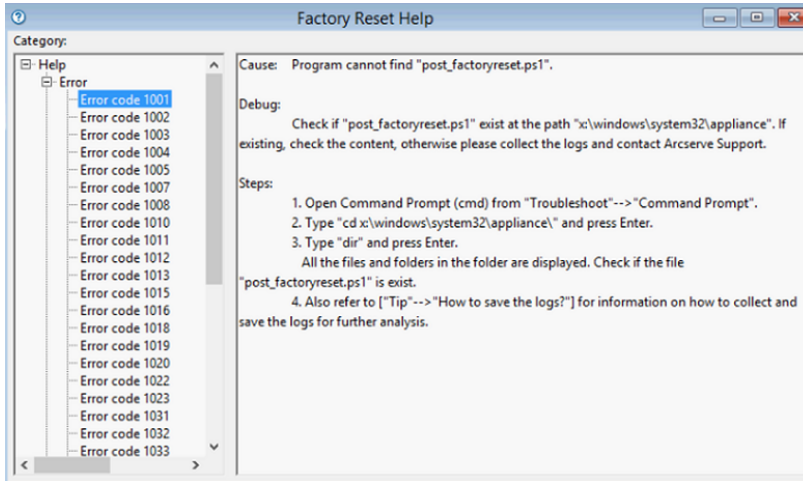 Factory Reset Help
Category:
Help
Error
Error code 1001
Error code 1002
Error code 1003
Error code 1004
Error code 1005
Error code 1007
Error code 1008
Error code 1010
Error code 1011
Error code 1012
Error code 1013
Error code 1015
Error code 1016
Error code 1018
Error code 1019
Error code 1020
Error code 1022
Error code 1023
Error code 1031
Error code 1032
Error code 1033
Cause: Program cannot find "post_factoryreset.ps1".
Debug:
Check if "post_factoryreset.ps1" exist at the path "x:\windows\system32\appliance". If
existing, check the content, otherwise please collect the logs and contact Arcserve Support.
Steps:
1. Open Command Prompt (cmd) from "Troubleshoot"-->"Command Prompt".
2. Type "cd x:\windows\system32\appliance\" and press Enter.
3. Type "dir" and press Enter.
All the files and folders in the folder are displayed. Check if the file
"post_factoryreset.ps1" is exist.
4. Also refer to ["Tip"-->"How to save the logs?"] for information on how to collect and
save the logs for further analysis.